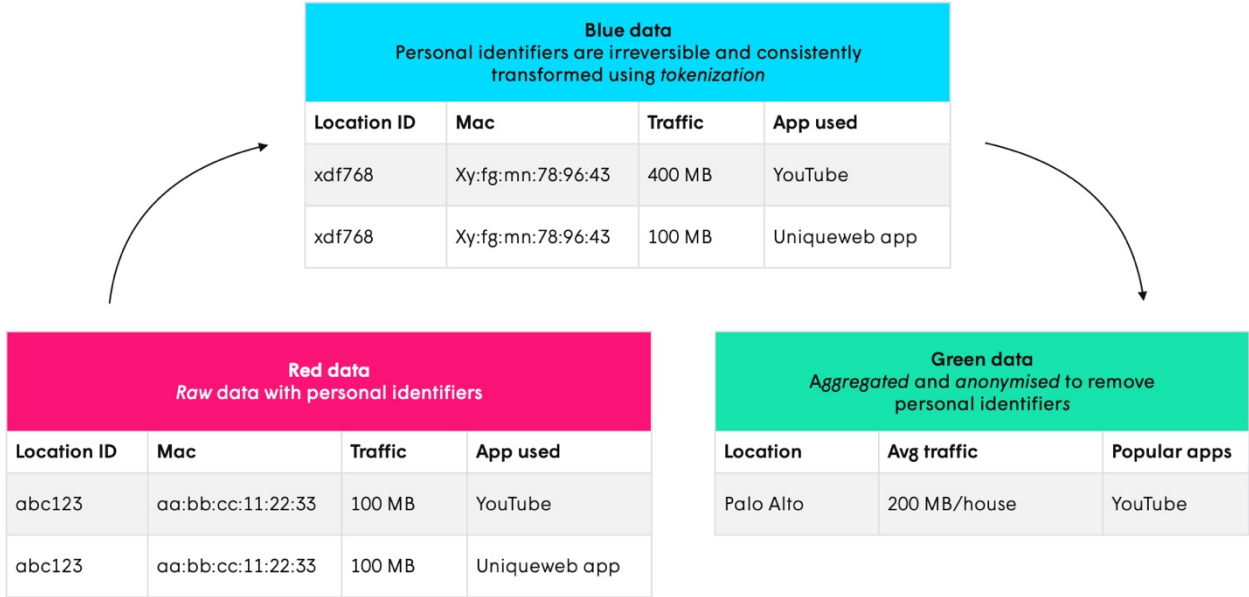 Blue data
Personal identifiers are irreversible and consistently
transformed using tokenization
Location ID Mac Traffic App used
xdf768 Xy:fg:mn:78:96:43 400 MB YouTube
xdf768 Xy:fg:mn:78:96:43 100 MB Uniqueweb app
Red data
Raw data with personal identifiers
Location ID Mac Traffic App used
abc123 aa:bb:cc:11:22:33 100 MB YouTube
abc123 aa:bb:cc:11:22:33 100 MB Uniqueweb app
Green data
Aggregated and anonymised to remove
personal identifiers
Location Avg traffic Popular apps
Palo Alto 200 MB/house YouTube